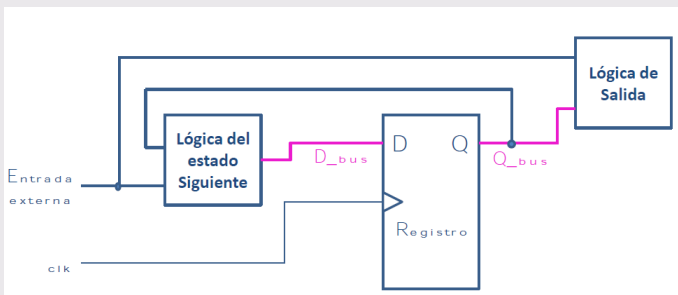 Lógica de
Salida
Lógica del
estado
Siguiente
D
Q
D_bus
Q_bus
Entrada
externa
Registro
clk